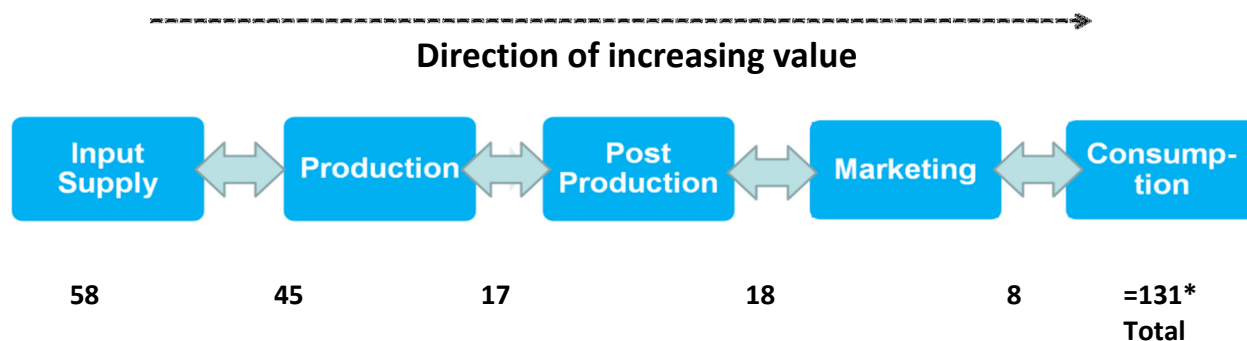 Direction of increasing value
Input
Supply
Production
Post
Production
Marketing
Consump-
tion
58 45 17 18 8 =131*
Total